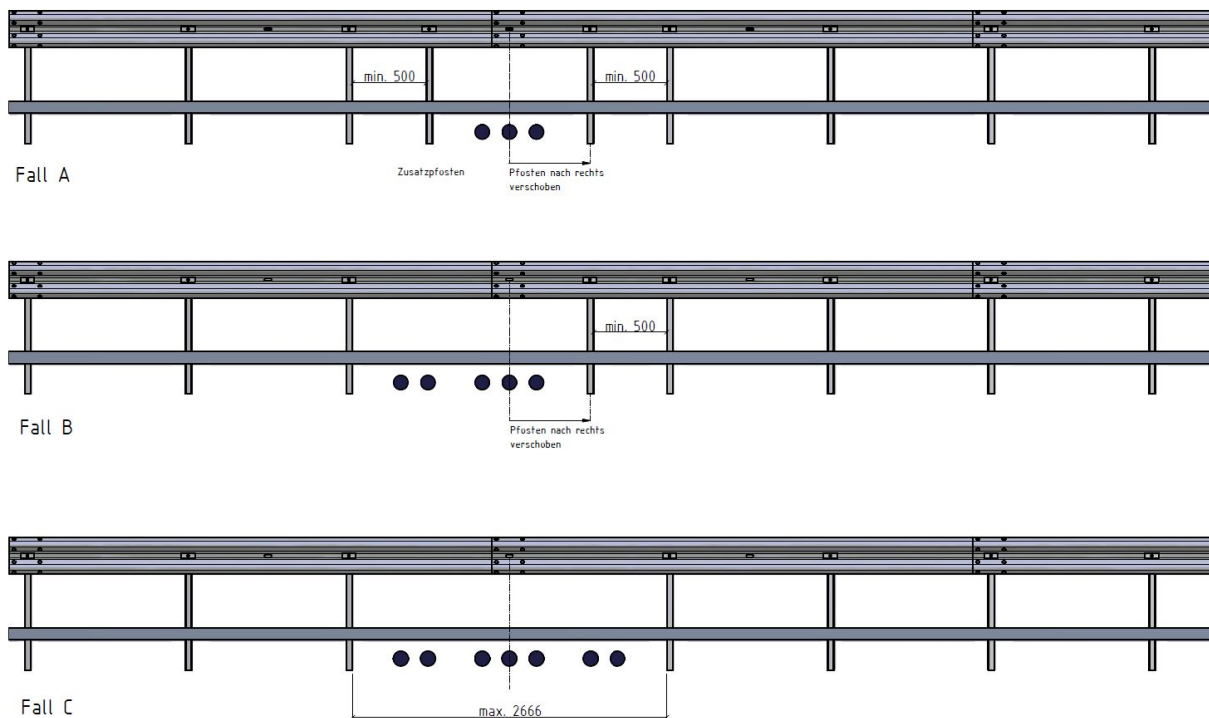 min. 500
min. 500
Fall A
Zusatzpfosten
Pfosten nach rechts
verschoben
min. 500
Fall B
Pfosten nach rechts
verschoben
Fall C
max. 2666